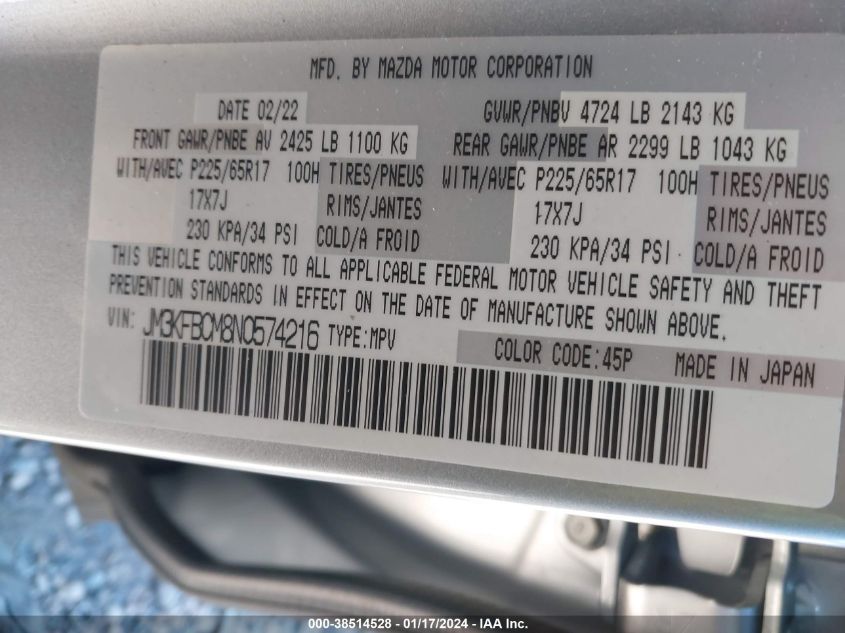 MFD. BY MAZDA MOTOR CORPORATION
DATE 02/22 GVWR/PNBV 4724 LB 2143 KG
FRONT GAWR/PNBE AV 2425 LB 1100 KG REAR GAWR/PNBE AR 2299 LB 1043 KG
WITH/AVEC P225/65R17 100H TIRES/PNEUS WITH/AVEC P225/65R17 100H TIRES/PNEUS
17X7J RIMS/JANTES 17X7J RIMS/JANTES
230 KPA/34 PSI COLD/A FROID 230 KPA/34 PSI COLD/A FROID
THIS VEHICLE CONFORMS TO ALL APPLICABLE FEDERAL MOTOR VEHICLE SAFETY AND THEFT
PREVENTION STANDARDS IN EFFECT ON THE DATE OF MANUFACTURE SHOWN ABOVE.
VIN: JM3KFBCM8N0574216 TYPE:MPV
COLOR CODE:45P MADE IN JAPAN
000-38514528 - 01/17/2024 - IAAI Inc.